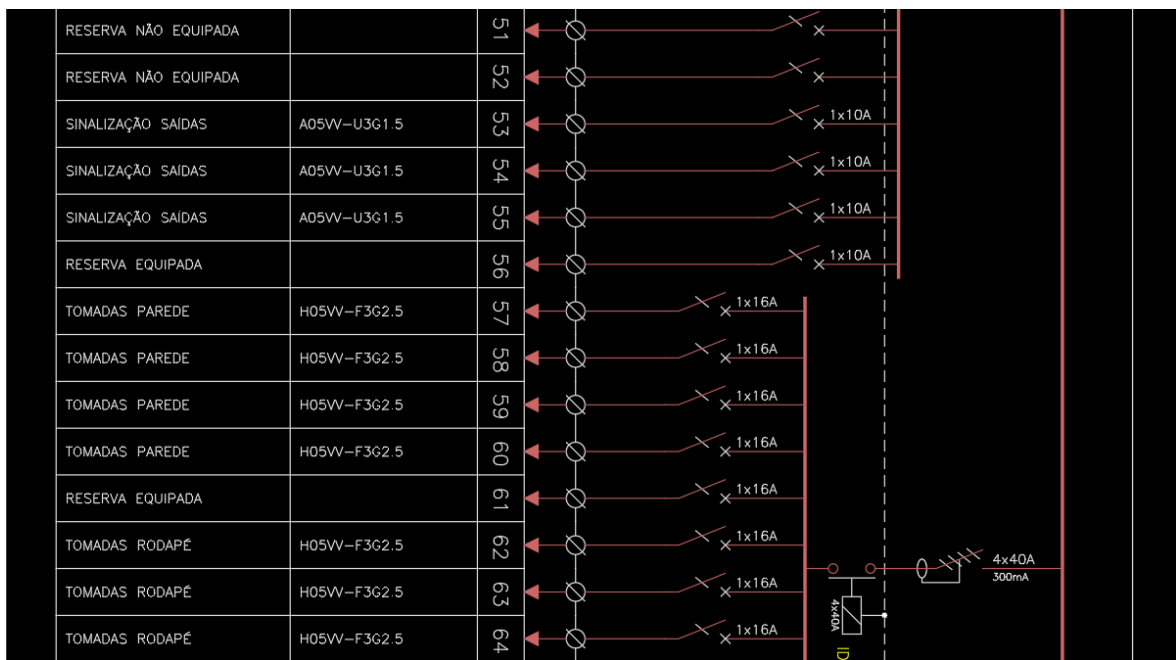 RESERVA NÃO EQUIPADA 51
RESERVA NÃO EQUIPADA 52
SINALIZAÇÃO SAÍDAS A05VV-U3G1.5 53 1x10A
SINALIZAÇÃO SAÍDAS A05VV-U3G1.5 54 1x10A
SINALIZAÇÃO SAÍDAS A05VV-U3G1.5 55 1x10A
RESERVA EQUIPADA 56 1x10A
TOMADAS PAREDE H05VV-F3G2.5 57 1x16A
TOMADAS PAREDE H05VV-F3G2.5 58 1x16A
TOMADAS PAREDE H05VV-F3G2.5 59 1x16A
TOMADAS PAREDE H05VV-F3G2.5 60 1x16A
RESERVA EQUIPADA 61 1x16A
TOMADAS RODAPÉ H05VV-F3G2.5 62 1x16A
4x40A
300mA
TOMADAS RODAPÉ H05VV-F3G2.5 63 1x16A
4x40A
TOMADAS RODAPÉ H05VV-F3G2.5 64 1x16A
ID